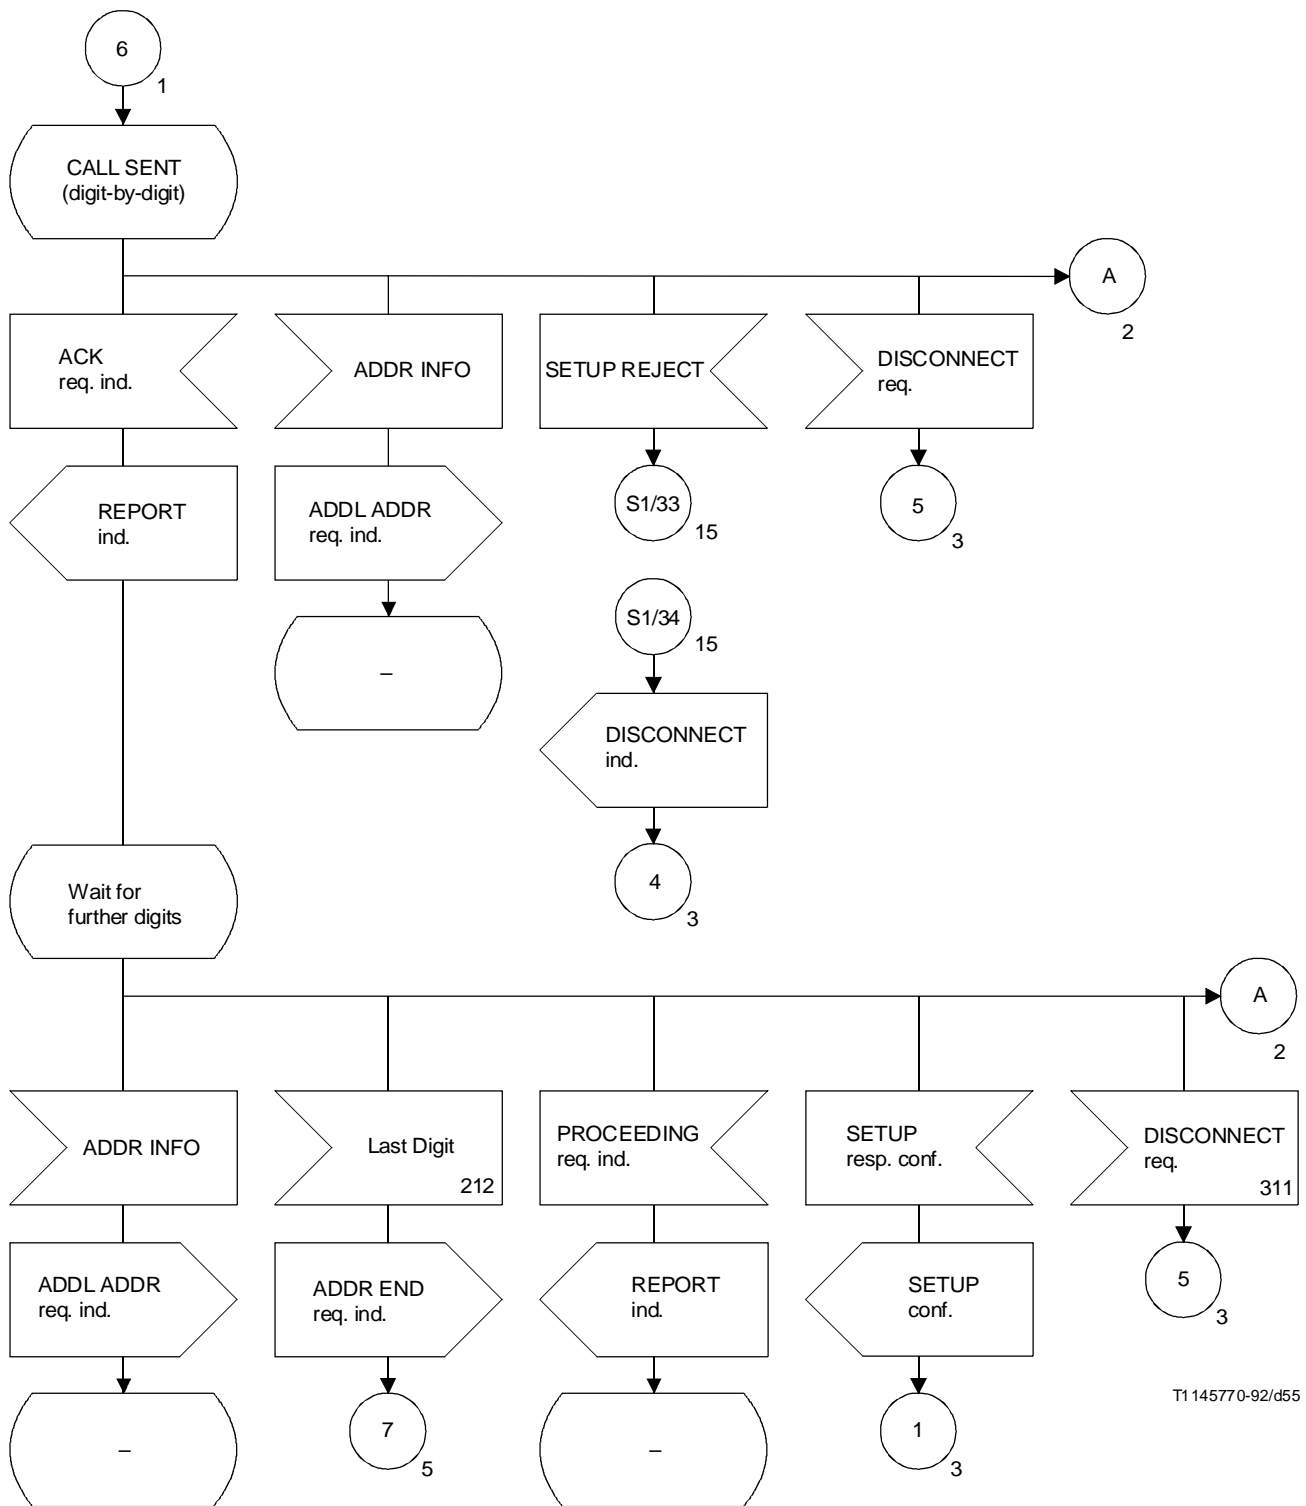 6
1
CALL SENT
(digit-by-digit)
A
2
ACK
req. ind.
ADDR INFO
SETUP REJECT
DISCONNECT
req.
REPORT
ind.
ADDL ADDR
req. ind.
S1/33
15
5
3
–
S1/34
15
DISCONNECT
ind.
4
3
Wait for
further digits
A
2
ADDR INFO
Last Digit
212
PROCEEDING
req. ind.
SETUP
resp. conf.
DISCONNECT
req.
311
ADDL ADDR
req. ind.
ADDR END
req. ind.
REPORT
ind.
SETUP
conf.
5
3
–
7
5
–
1
3
T1145770-92/d55